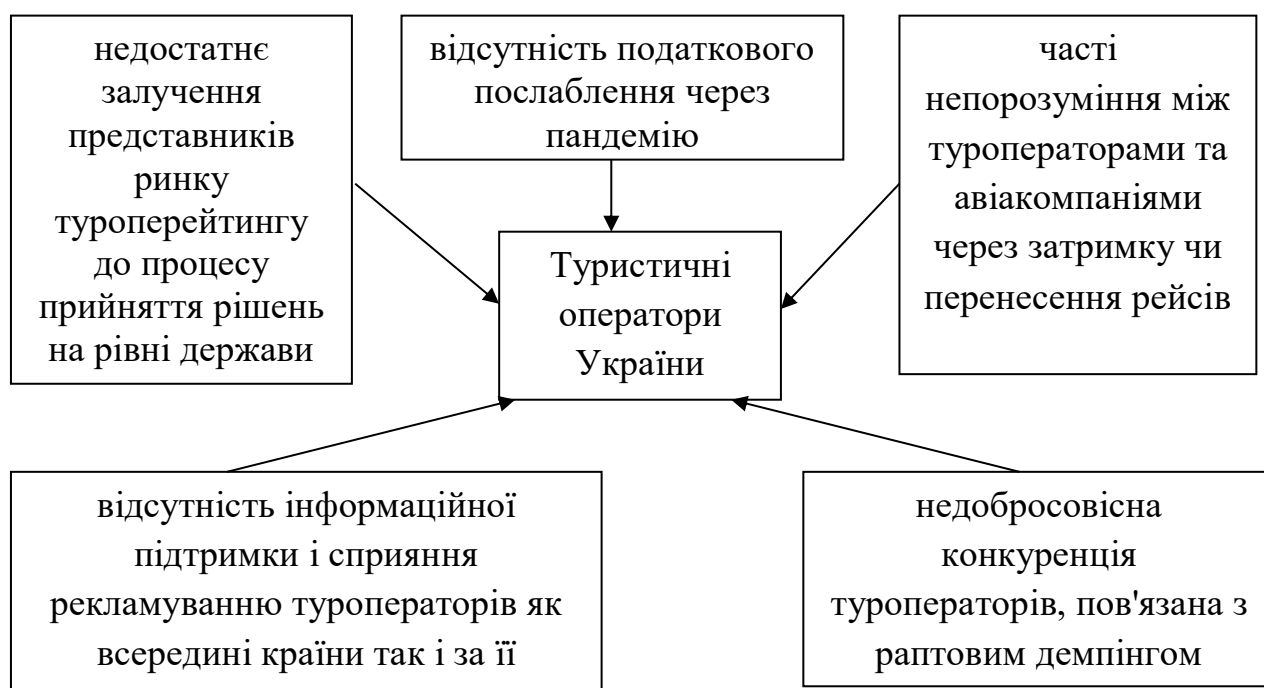 недостатнє
залучення
представників
ринку
туроперейтингу
до процесу
прийняття рішень
на рівні держави
відсутність податкового
послаблення через
пандемію
часті
непорозуміння між
туроператорами та
авіакомпаніями
через затримку чи
перенесення рейсів
Туристичні
оператори
України
відсутність інформаційної
підтримки і сприяння
рекламуванню туроператорів як
всередині країни так і за її
недобросовісна
конкуренція
туроператорів, пов'язана з
раптовим демпінгом